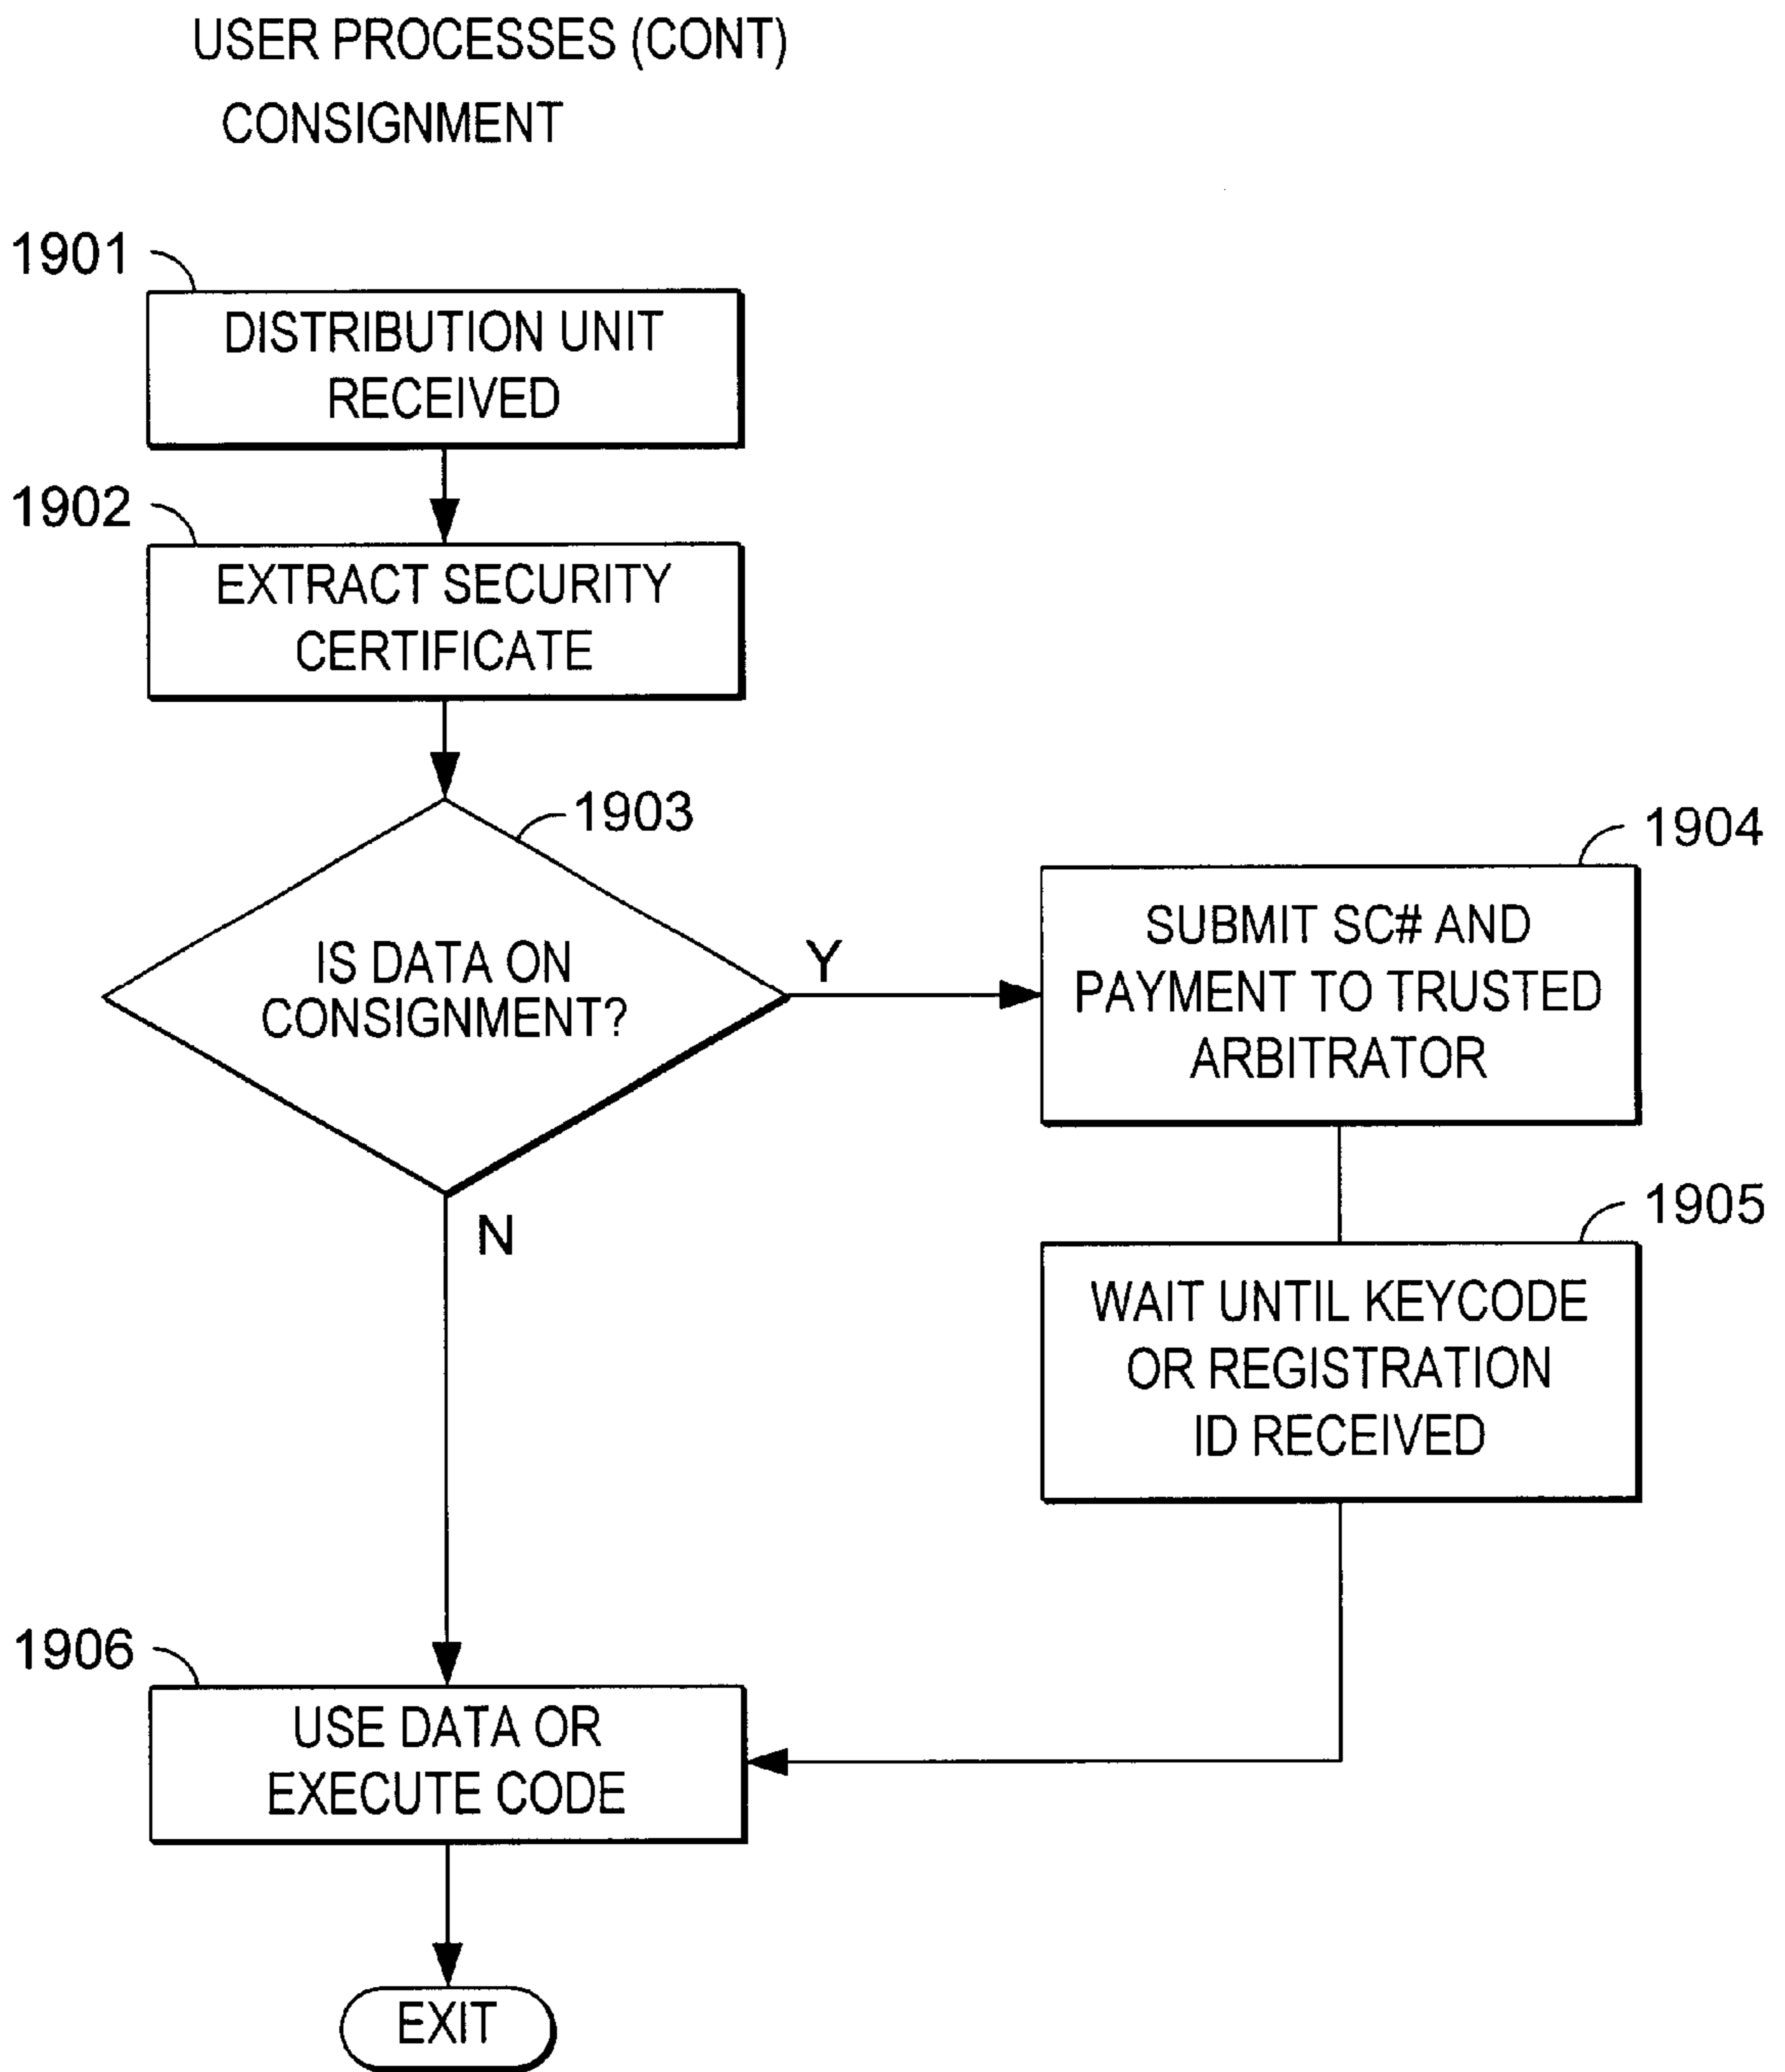 USER PROCESSES (CONT)
CONSIGNMENT
1901
DISTRIBUTION UNIT
RECEIVED
1902
EXTRACT SECURITY
CERTIFICATE
1903
IS DATA ON
CONSIGNMENT?
Y
N
1904
SUBMIT SC# AND
PAYMENT TO TRUSTED
ARBITRATOR
1905
WAIT UNTIL KEYCODE
OR REGISTRATION
ID RECEIVED
1906
USE DATA OR
EXECUTE CODE
EXIT